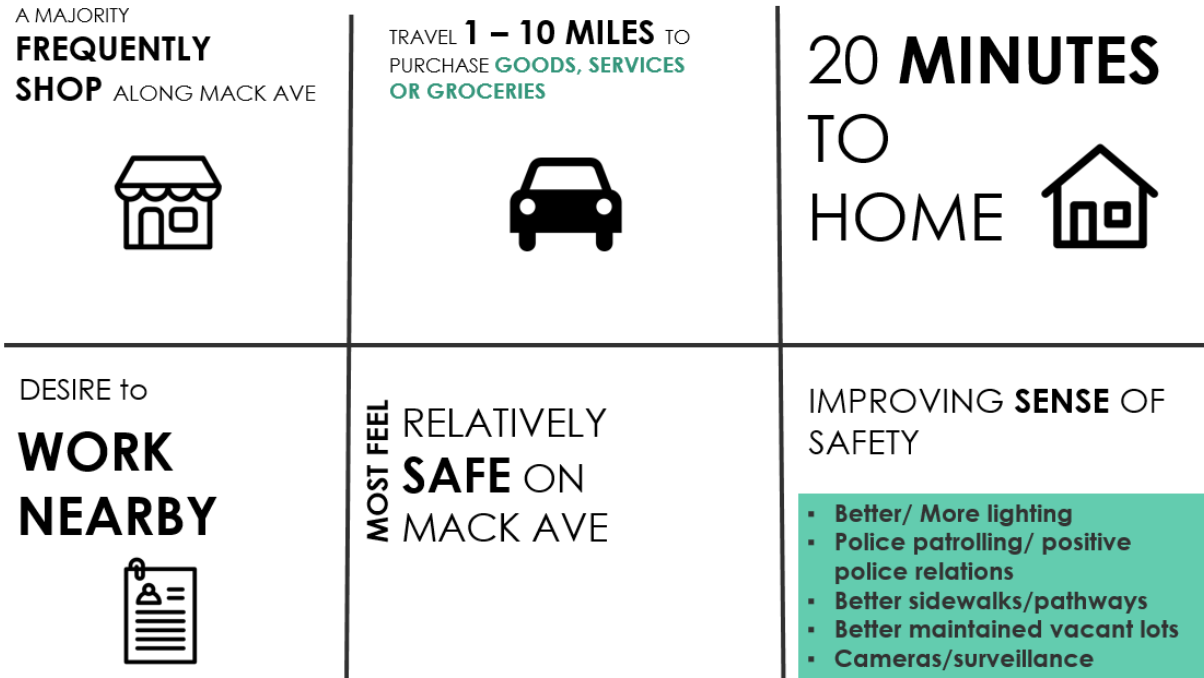 A MAJORITY
FREQUENTLY
SHOP ALONG MACK AVE
TRAVEL 1 – 10 MILES TO
PURCHASE GOODS, SERVICES
OR GROCERIES
20 MINUTES
TO
HOME
DESIRE to
WORK
NEARBY
MOST FEEL
RELATIVELY
SAFE ON
MACK AVE
IMPROVING SENSE OF
SAFETY
▪ Better/ More lighting
▪ Police patrolling/ positive
police relations
▪ Better sidewalks/pathways
▪ Better maintained vacant lots
▪ Cameras/surveillance